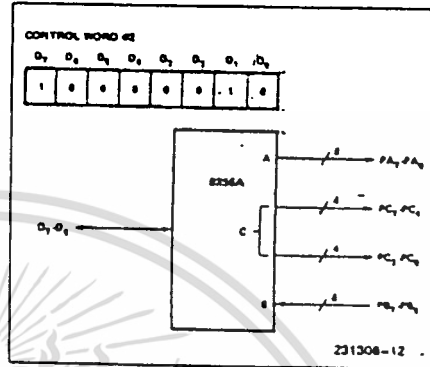 CONTROL WORD #2
D7 D6 D5 D4 D3 D2 D1 D0
1 0 0 0 0 0 1 0
8255A
A
8
PA7-PA0
4
PC7-PC4
C
4
PC3-PC0
D7-D0
B
8
PB7-PB0
231308-12